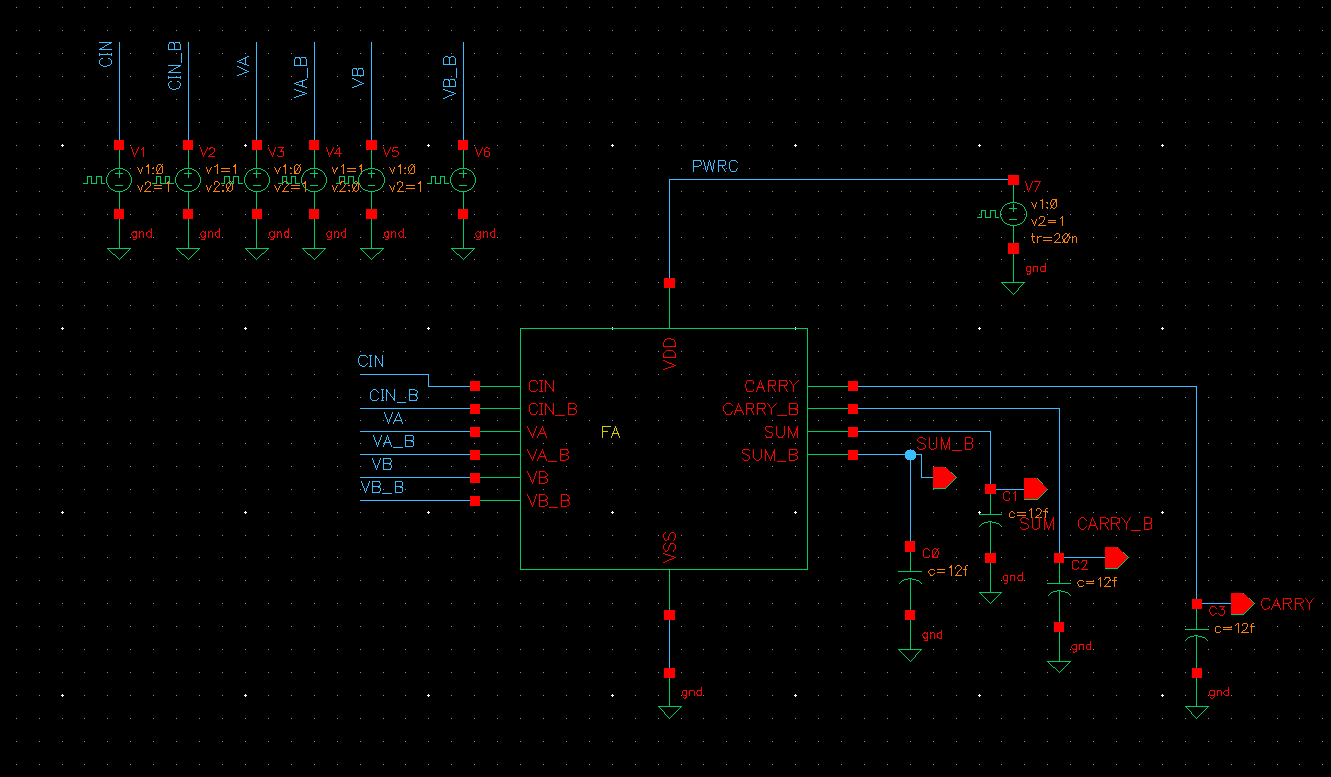 CIN
CIN_B
VA
VA_B
VB
VB_B
V1
V2
V3
V4
V5
V6
v1:0
v1=1
v1:0
v1=1
v1:0
v2=1
v2:0
v2=1
v2:0
v2=1
gnd
gnd
gnd
gnd
gnd
gnd
PWRC
V7
v1:0
v2=1
tr=20n
gnd
VDD
CIN
CIN_B
VA
VA_B
VB
VB_B
CIN
CIN_B
VA
VA_B
VB
VB_B
FA
CARRY
CARRY_B
SUM
SUM_B
VSS
gnd
SUM_B
C0
c=12f
gnd
C1
c=12f
SUM
gnd
CARRY_B
C2
c=12f
gnd
C3
c=12f
CARRY
gnd